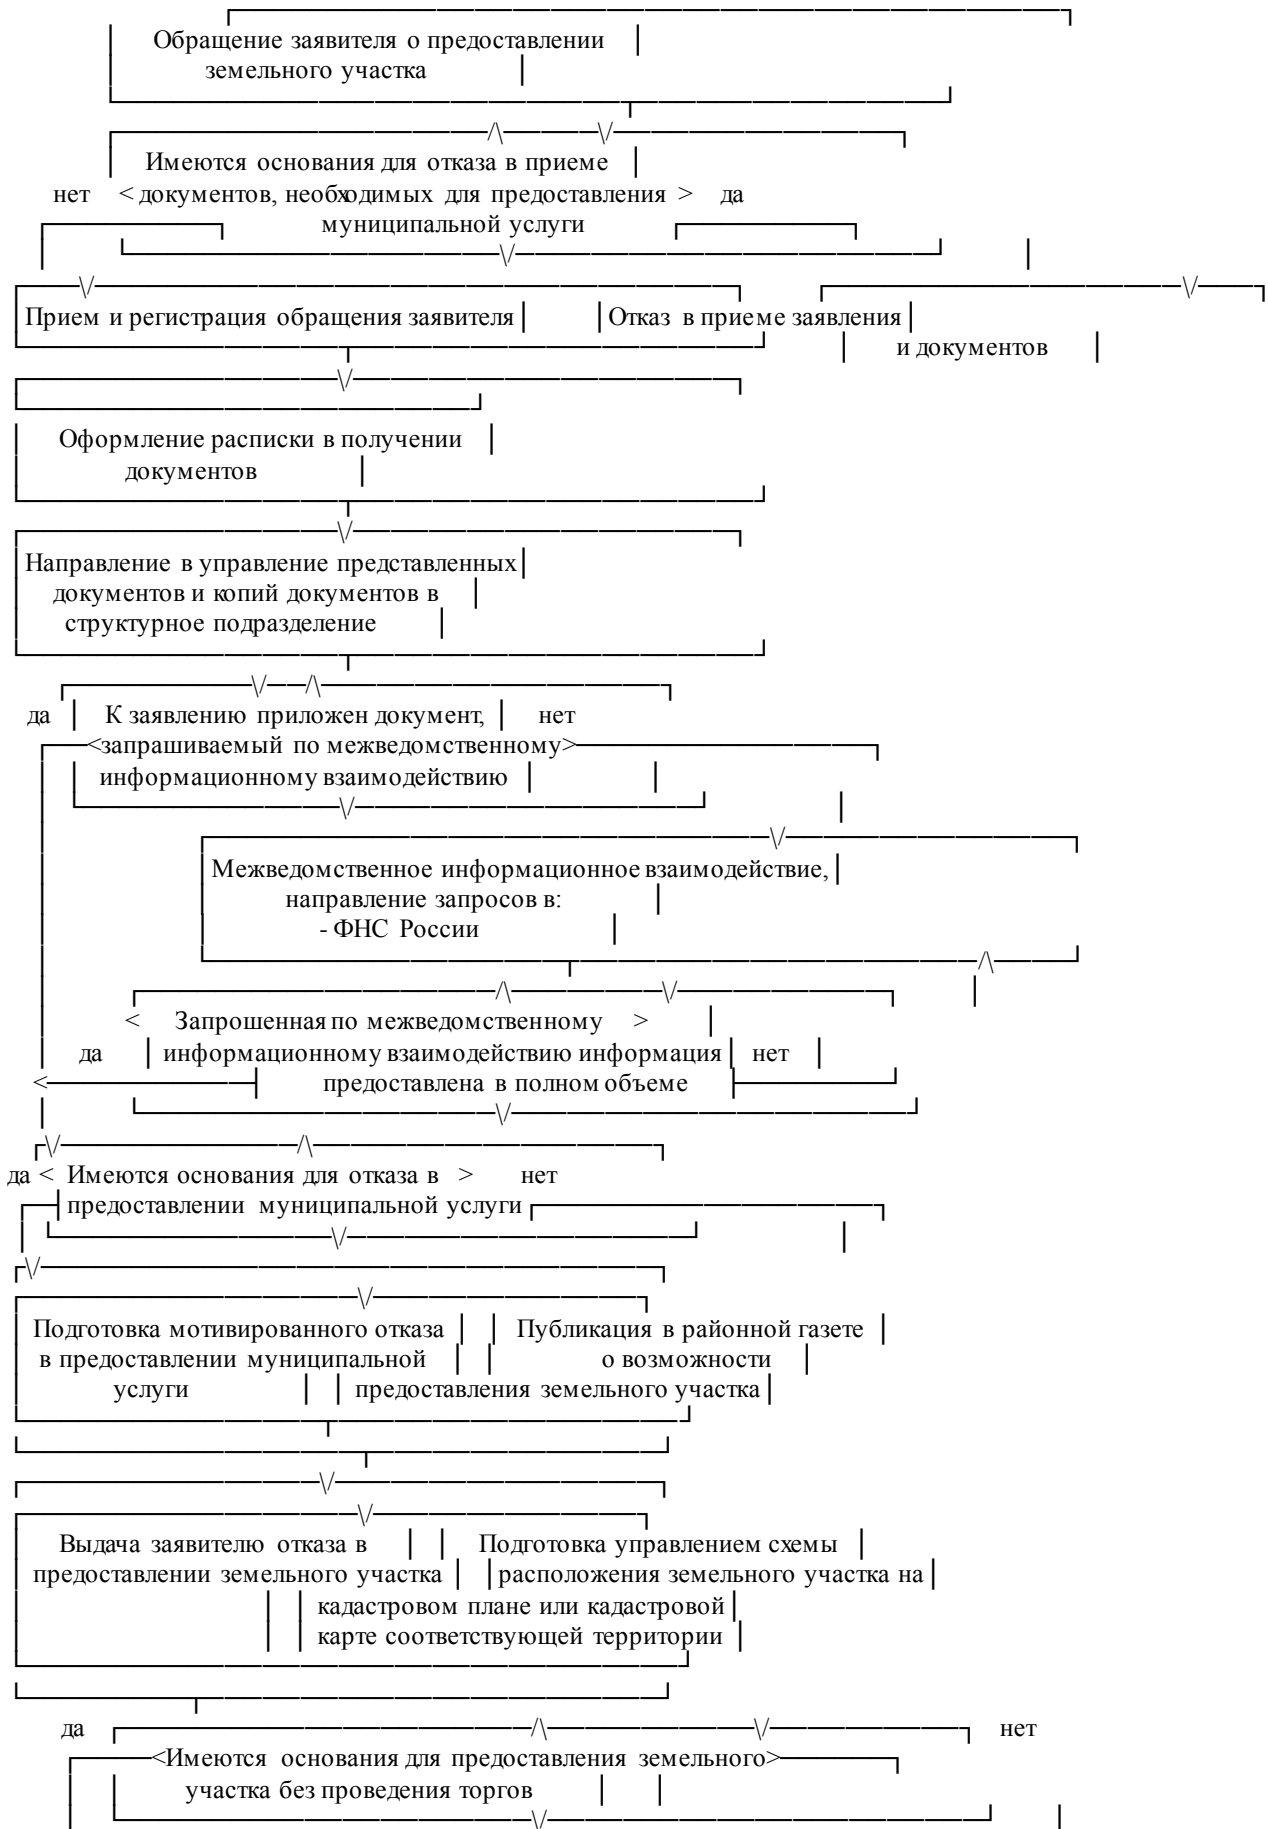 Обращение заявителя о предоставлении
земельного участка
Имеются основания для отказа в приеме
нет < документов, необходимых для предоставления > да
муниципальной услуги
Прием и регистрация обращения заявителя Отказ в приеме заявления
и документов
Оформление расписки в получении
документов
Направление в управление представленных
документов и копий документов в
структурное подразделение
да К заявлению приложен документ, нет
<запрашиваемый по межведомственному>
информационному взаимодействию
Межведомственное информационное взаимодействие,
направление запросов в:
- ФНС России
< Запрошенная по межведомственному >
да информационному взаимодействию информация нет
< предоставлена в полном объеме
да < Имеются основания для отказа в > нет
предоставлении муниципальной услуги
Подготовка мотивированного отказа Публикация в районной газете
в предоставлении муниципальной о возможности
услуги предоставления земельного участка
Выдача заявителю отказа в Подготовка управлением схемы
предоставлении земельного участка расположения земельного участка на
кадастровом плане или кадастровой
карте соответствующей территории
да нет
<Имеются основания для предоставления земельного>
участка без проведения торгов